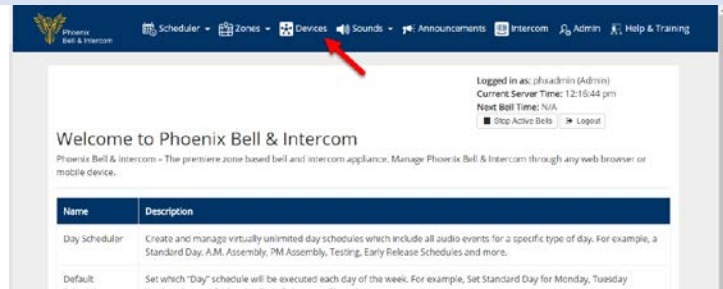 Phoenix
Bell & Intercom
Scheduler Zones Devices Sounds Announcements Intercom Admin Help & Training
Logged in as: phxadmin (Admin)
Current Server Time: 12:16:44 pm
Next Bell Time: N/A
Stop Active Bells Logout
Welcome to Phoenix Bell & Intercom
Phoenix Bell & Intercom – The premiere zone based bell and intercom appliance. Manage Phoenix Bell & Intercom through any web browser or
mobile device.
Name Description
Day Scheduler Create and manage virtually unlimited day schedules which include all audio events for a specific type of day. For example, a
Standard Day, A.M. Assembly, PM Assembly, Testing, Early Release Schedules and more.
Default Set which "Day" schedule will be executed each day of the week. For example, Set Standard Day for Monday, Tuesday